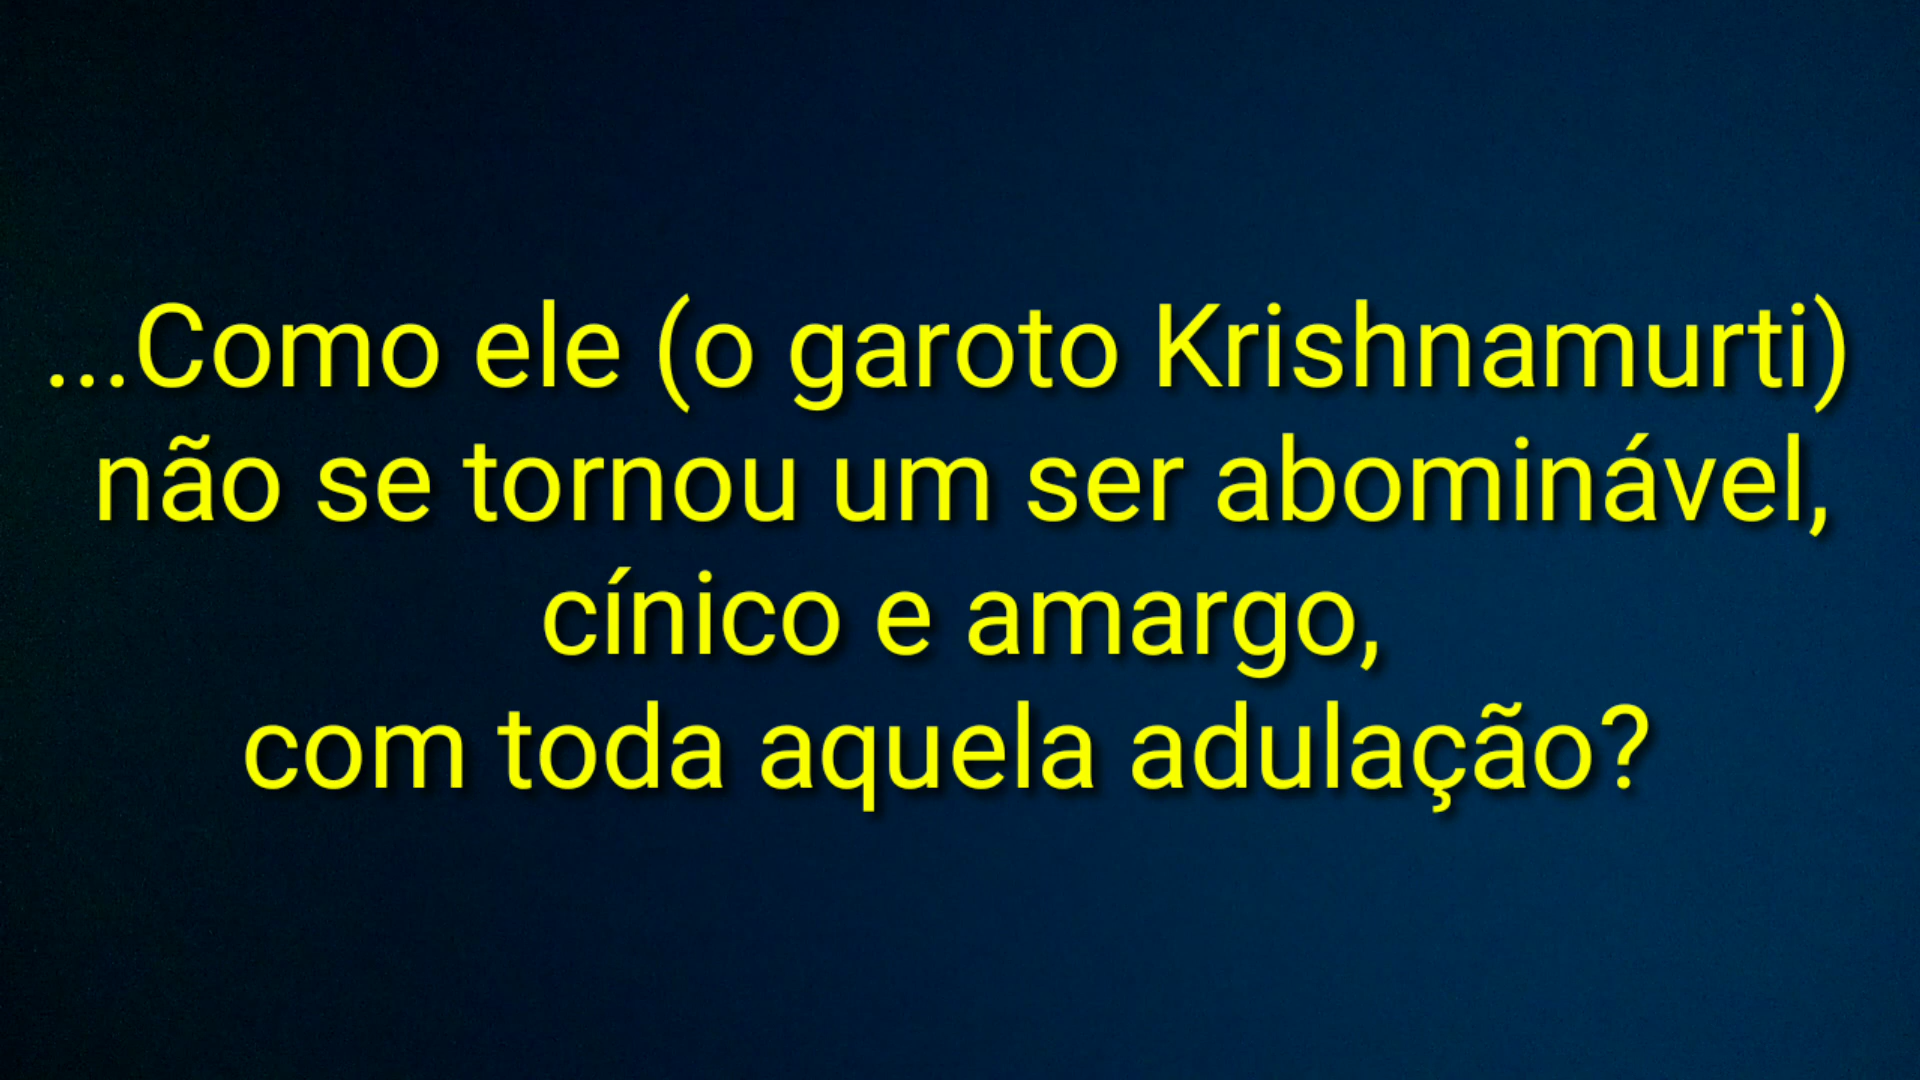 ...Como ele (o garoto Krishnamurti)
não se tornou um ser abominável,
cínico e amargo,
com toda aquela adulação?